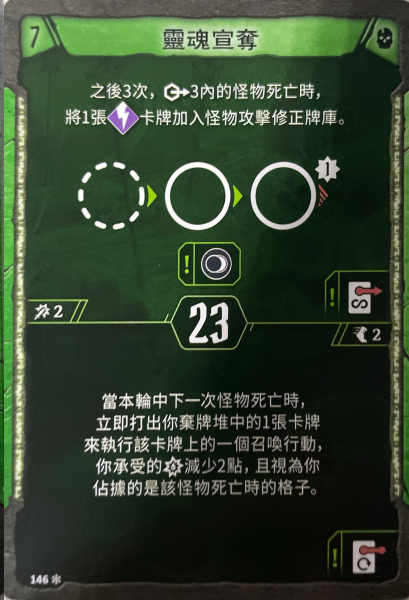 7 靈魂宣奪
之後3次，3內的怪物死亡時，
將1張卡牌加入怪物攻擊修正牌庫。
1
!
!
2 23
2
當本輪中下一次怪物死亡時，
立即打出你棄牌堆中的1張卡牌
來執行該卡牌上的一個召喚行動，
你承受的減少2點，且視為你
佔據的是該怪物死亡時的格子。
!
146